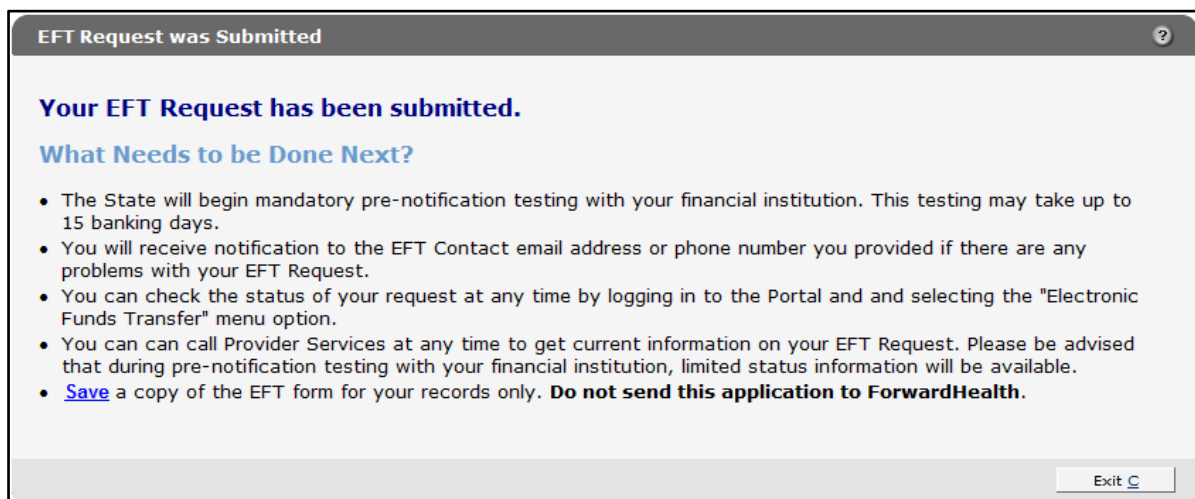 EFT Request was Submitted
?
Your EFT Request has been submitted.
What Needs to be Done Next?
• The State will begin mandatory pre-notification testing with your financial institution. This testing may take up to
15 banking days.
• You will receive notification to the EFT Contact email address or phone number you provided if there are any
problems with your EFT Request.
• You can check the status of your request at any time by logging in to the Portal and and selecting the "Electronic
Funds Transfer" menu option.
• You can can call Provider Services at any time to get current information on your EFT Request. Please be advised
that during pre-notification testing with your financial institution, limited status information will be available.
• Save a copy of the EFT form for your records only. Do not send this application to ForwardHealth.
Exit C